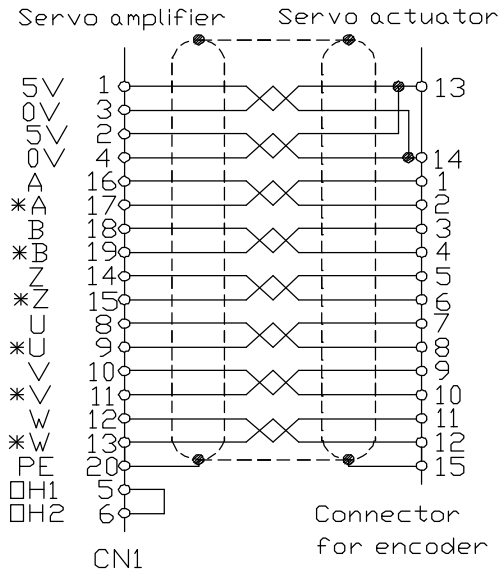 Servo amplifier Servo actuator
5V 1 13
0V 3
5V 2
0V 4 14
A 16 1
*A 17 2
B 18 3
*B 19 4
Z 14 5
*Z 15 6
U 8 7
*U 9 8
V 10 9
*V 11 10
W 12 11
*W 13 12
PE 20 15
OH1 5
OH2 6
Connector
for encoder
CN1